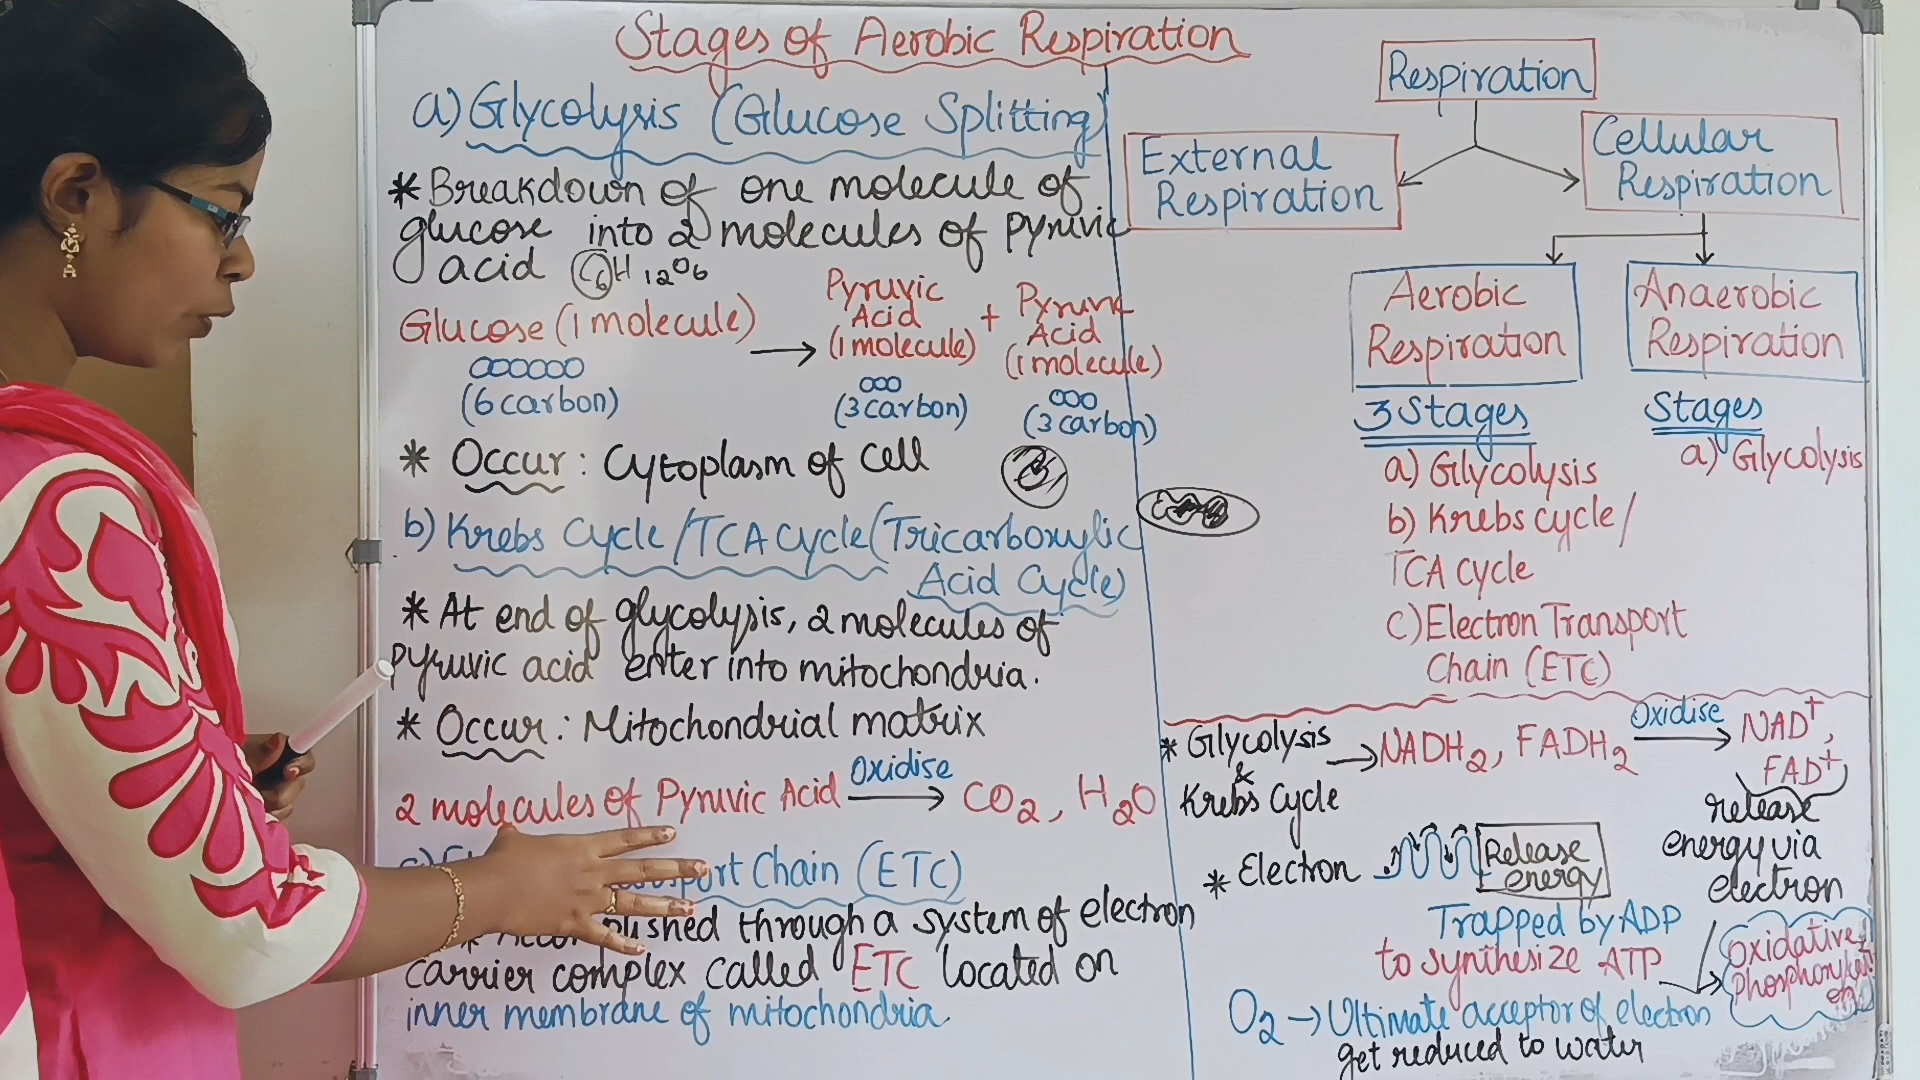 Stages of Aerobic Respiration
a) Glycolysis (Glucose Splitting)
* Breakdown of one molecule of
glucose into 2 molecules of pyruvic
acid C6H12O6
Glucose (1 molecule) → Pyruvic Acid (1 molecule) + Pyruvic Acid (1 molecule)
(6 carbon) (3 carbon) (3 carbon)
* Occur : Cytoplasm of cell
b) Krebs Cycle/TCA cycle (Tricarboxylic
Acid Cycle)
* At end of glycolysis, 2 molecules of
pyruvic acid enter into mitochondria.
* Occur : Mitochondrial matrix
Oxidise
2 molecules of Pyruvic Acid → CO2, H2O
port Chain (ETC)
plished through a system of electron
carrier complex called ETC located on
inner membrane of mitochondria.
Respiration
External
Respiration
Cellular
Respiration
Aerobic
Respiration
Anaerobic
Respiration
3 Stages
a) Glycolysis
b) Krebs cycle/
TCA cycle
c) Electron Transport
Chain (ETC)
Stages
a) Glycolysis
* Glycolysis
&
Krebs Cycle
→ NADH2, FADH2
Oxidise
→ NAD+,
FAD+
release
energy via
electron
* Electron
Release
energy
Trapped by ADP
to synthesize ATP
Oxidative
O2 → Ultimate acceptor of electron
get reduced to water